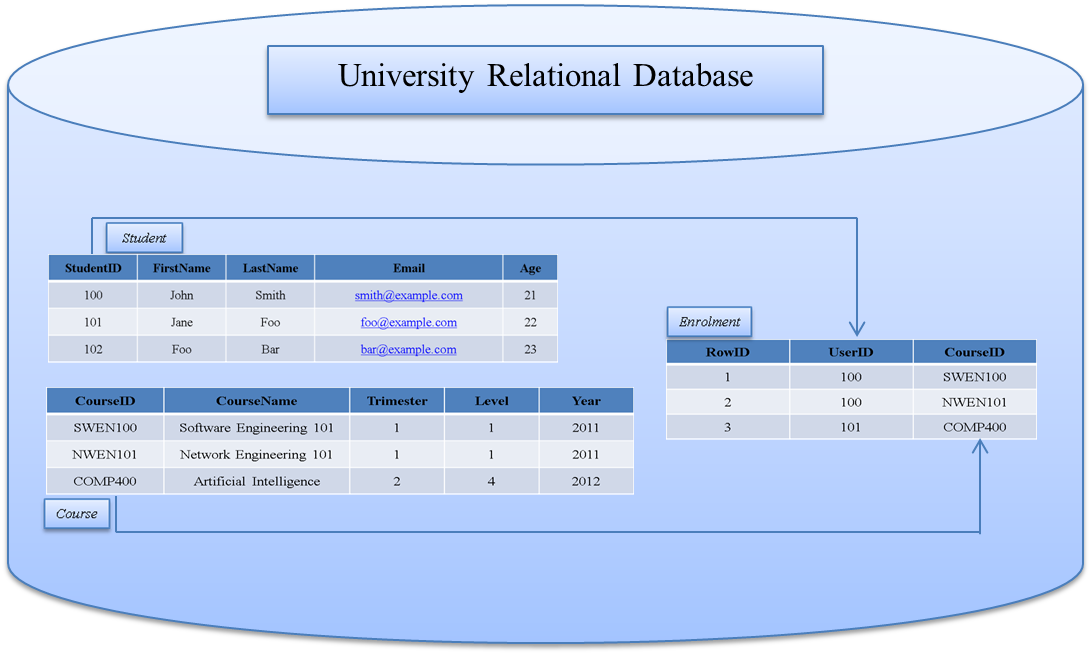 University Relational Database
Student
StudentID FirstName LastName Email Age
100 John Smith smith@example.com 21
101 Jane Foo foo@example.com 22
102 Foo Bar bar@example.com 23
Enrolment
RowID UserID CourseID
1 100 SWEN100
2 100 NWEN101
3 101 COMP400
CourseID CourseName Trimester Level Year
SWEN100 Software Engineering 101 1 1 2011
NWEN101 Network Engineering 101 1 1 2011
COMP400 Artificial Intelligence 2 4 2012
Course